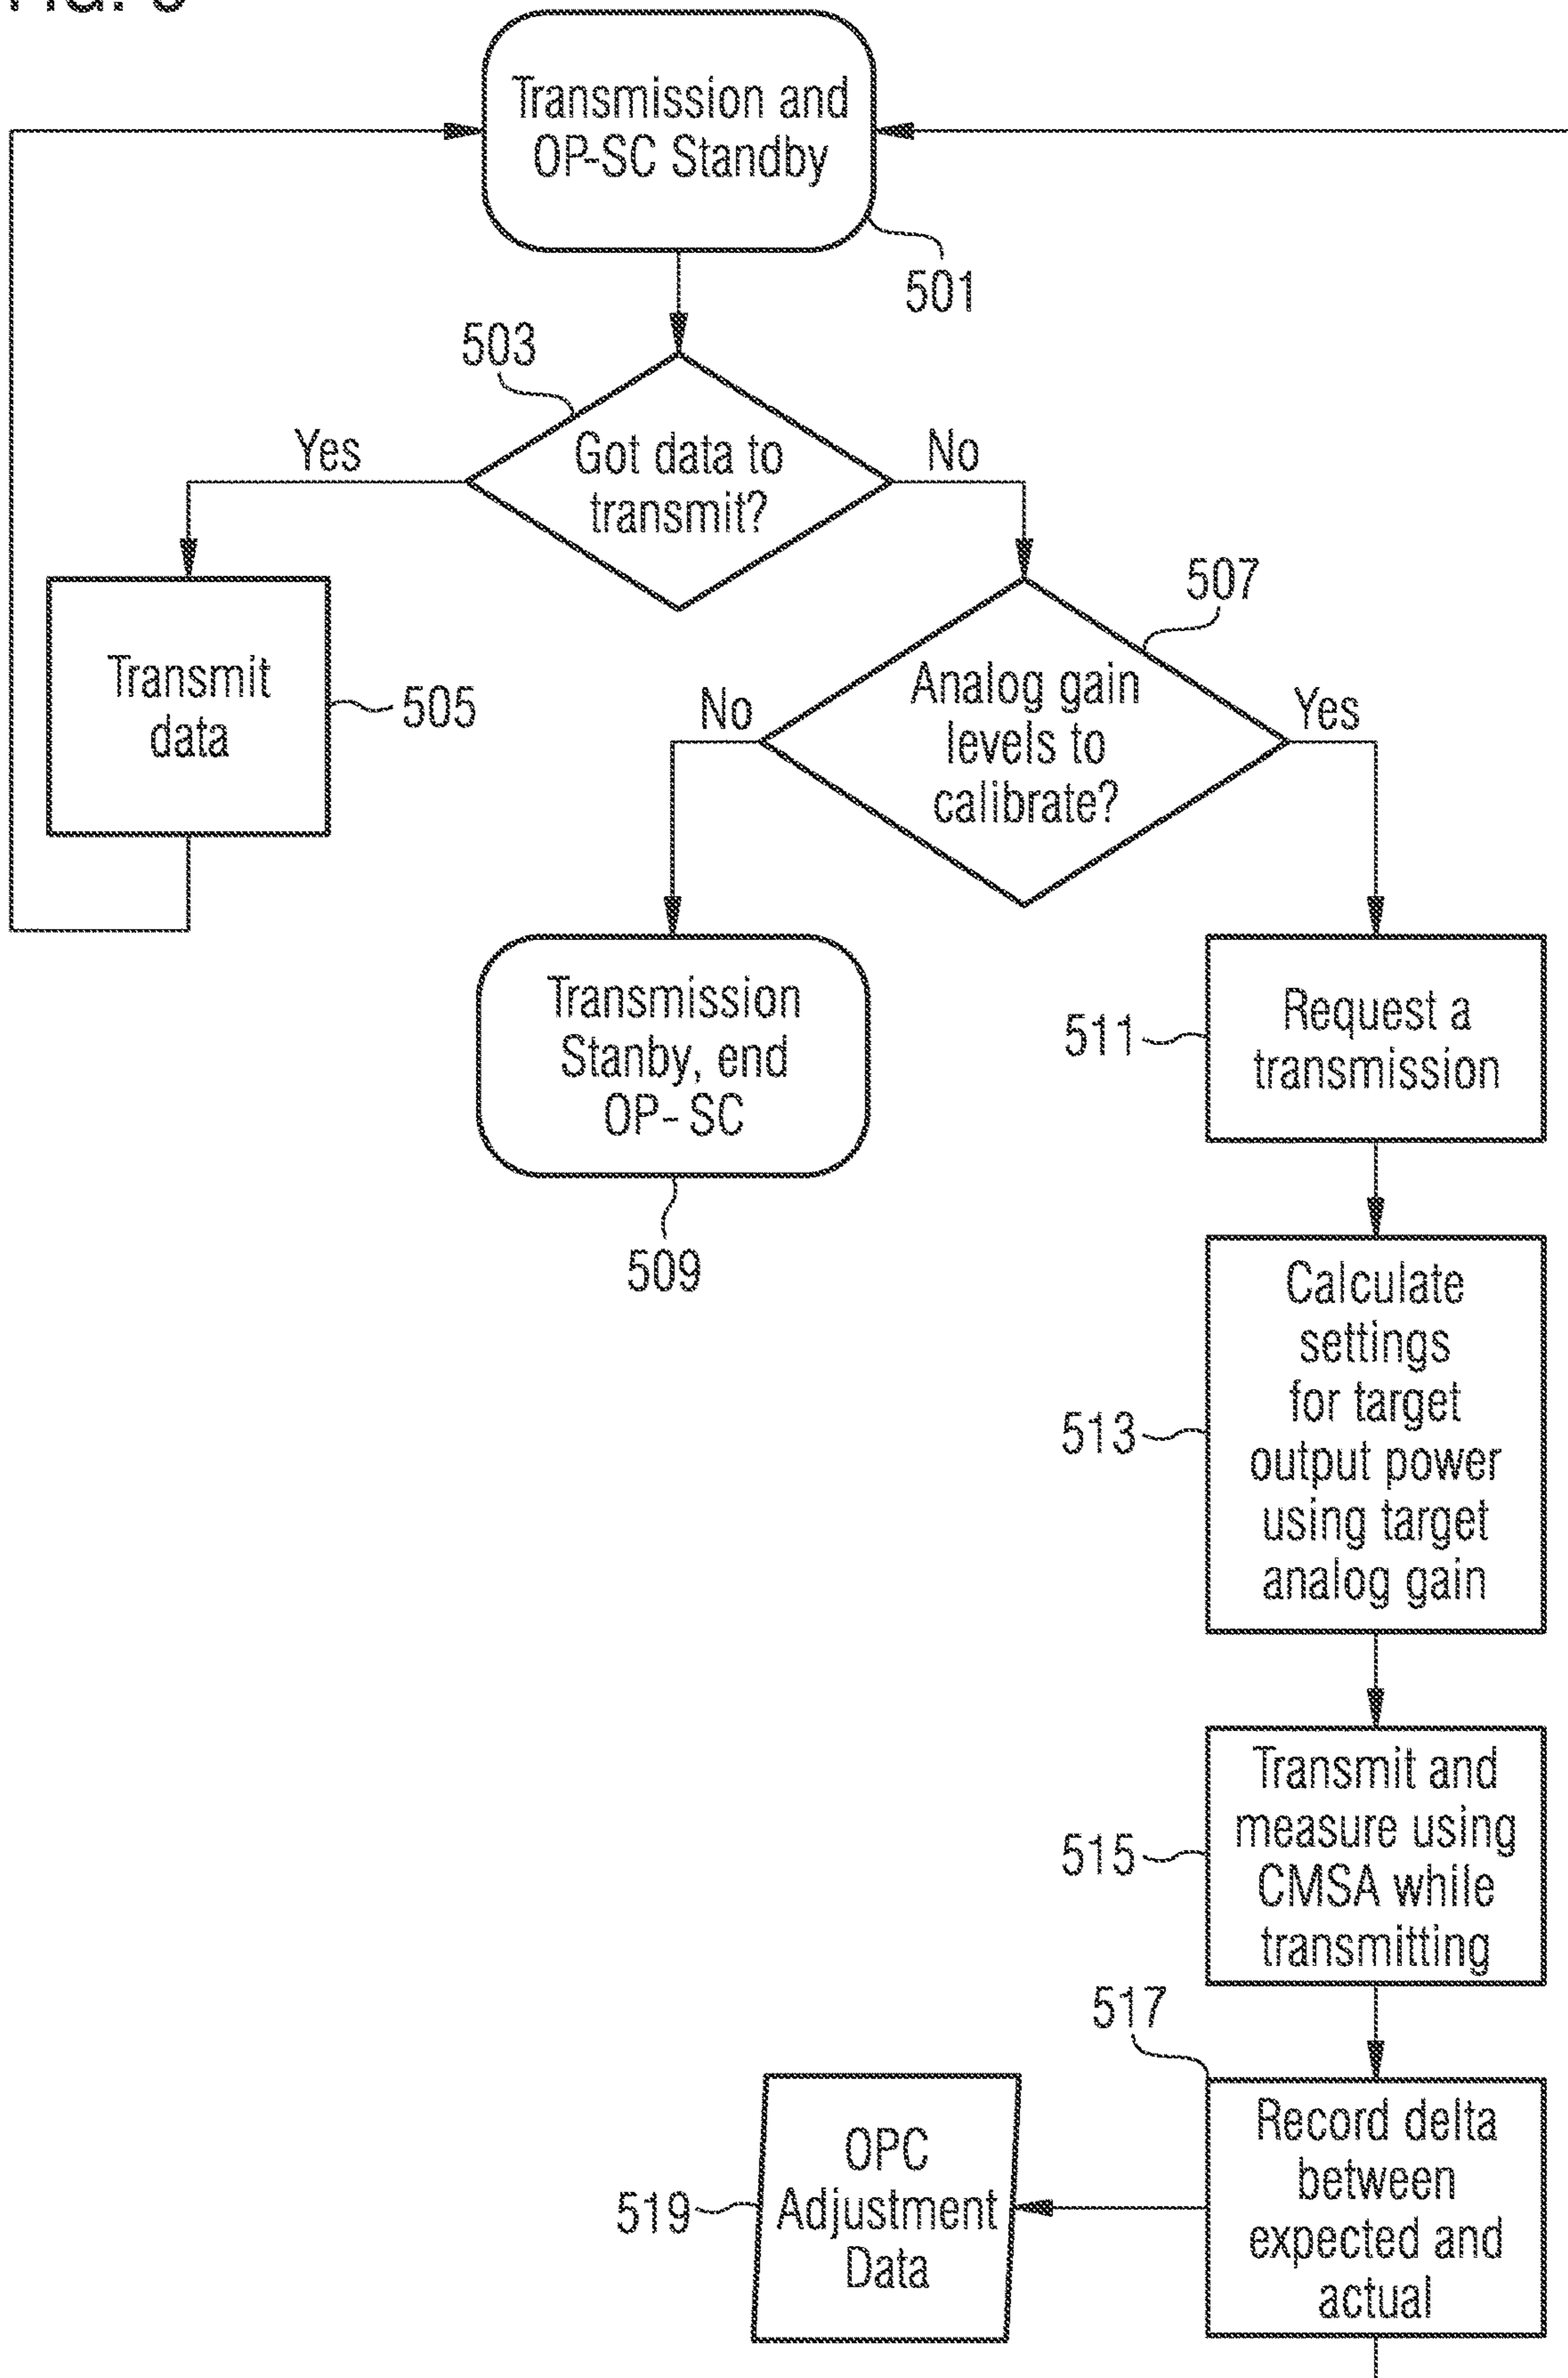 Transmission and
OP-SC Standby
501
503
Got data to
transmit?
Yes
No
507
Transmit
data
505
Analog gain
levels to
calibrate?
No
Yes
Transmission
Stanby, end
OP- SC
509
511
Request a
transmission
513
Calculate
settings
for target
output power
using target
analog gain
515
Transmit and
measure using
CMSA while
transmitting
517
Record delta
between
expected and
actual
519
OPC
Adjustment
Data